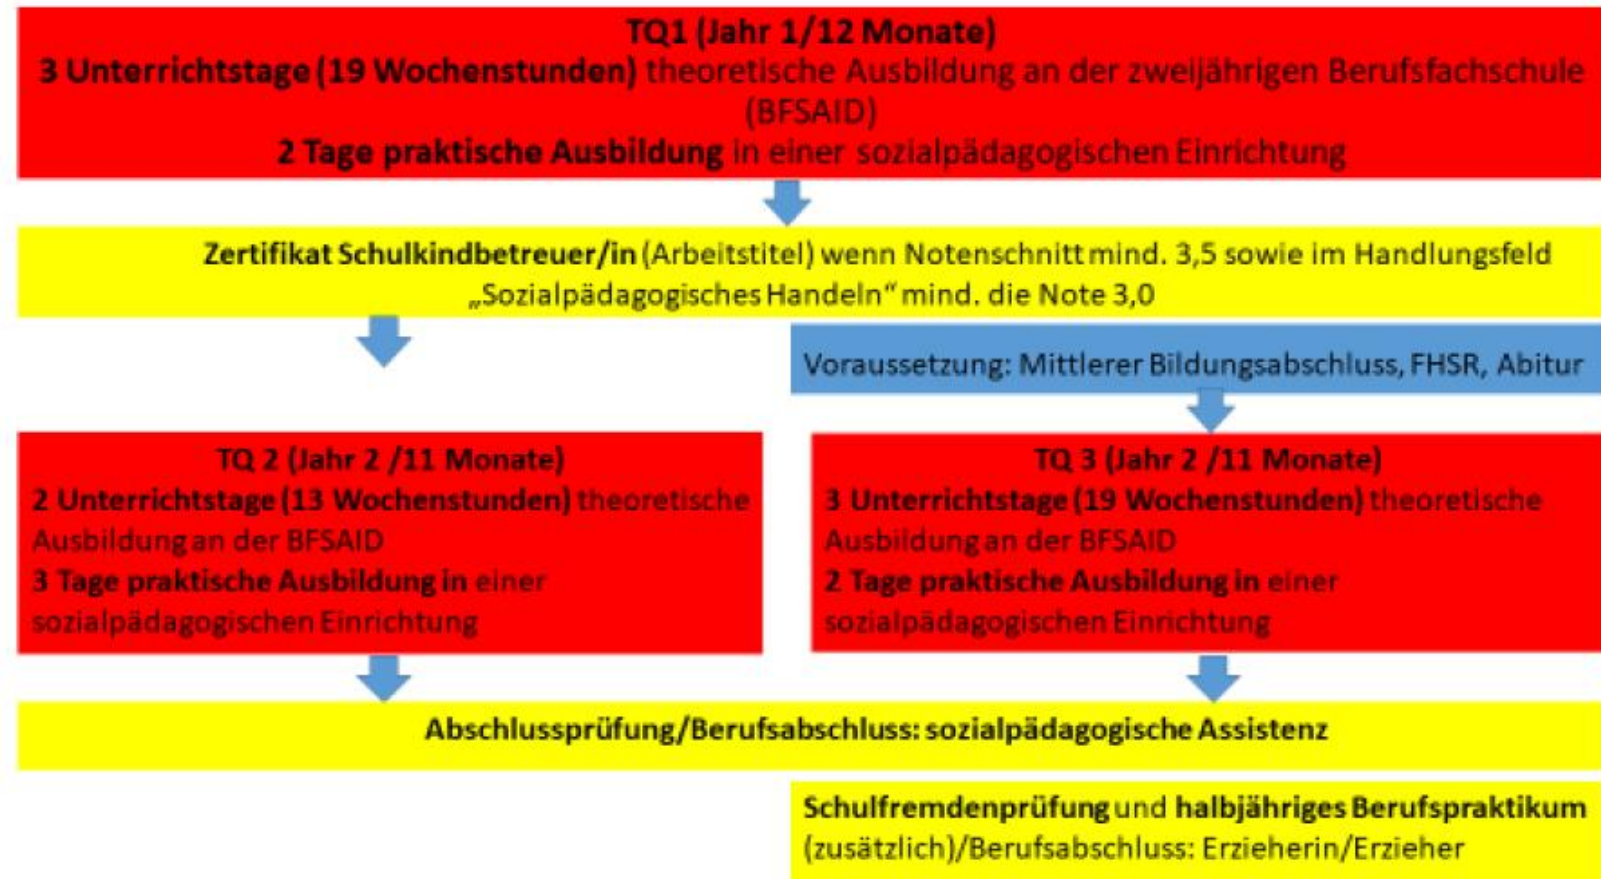 TQ1 (Jahr 1/12 Monate)
3 Unterrichtstage (19 Wochenstunden) theoretische Ausbildung an der zweijährigen Berufsfachschule
(BFSAID)
2 Tage praktische Ausbildung in einer sozialpädagogischen Einrichtung
Zertifikat Schulkindbetreuer/in (Arbeitstitel) wenn Notenschnitt mind. 3,5 sowie im Handlungsfeld
„Sozialpädagogisches Handeln“ mind. die Note 3,0
Voraussetzung: Mittlerer Bildungsabschluss, FHSR, Abitur
TQ 2 (Jahr 2 /11 Monate)
2 Unterrichtstage (13 Wochenstunden) theoretische
Ausbildung an der BFSAID
3 Tage praktische Ausbildung in einer
sozialpädagogischen Einrichtung
TQ 3 (Jahr 2 /11 Monate)
3 Unterrichtstage (19 Wochenstunden) theoretische
Ausbildung an der BFSAID
2 Tage praktische Ausbildung in einer
sozialpädagogischen Einrichtung
Abschlussprüfung/Berufsabschluss: sozialpädagogische Assistenz
Schulfremdenprüfung und halbjähriges Berufspraktikum
(zusätzlich)/Berufsabschluss: Erzieherin/Erzieher